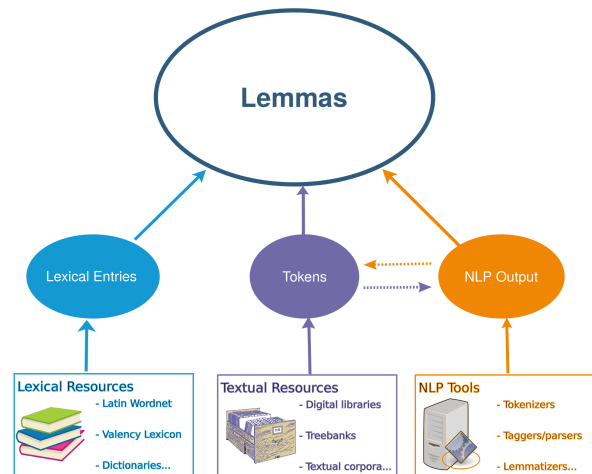 Lemmas
Lexical Entries
Tokens
NLP Output
Lexical Resources
- Latin Wordnet
- Valency Lexicon
- Dictionaries...
Textual Resources
- Digital libraries
- Treebanks
- Textual corpora...
NLP Tools
- Tokenizers
- Taggers/parsers
- Lemmatizers...